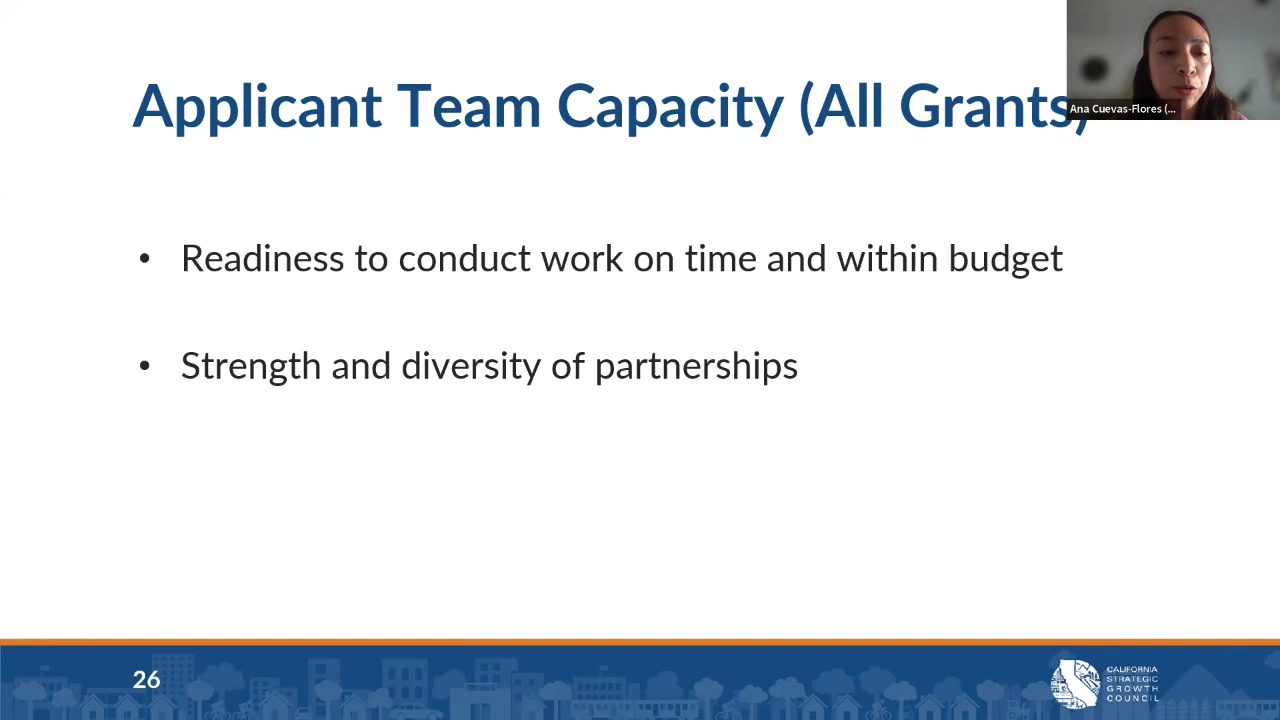 Applicant Team Capacity (All Grants)
Ana Cuevas-Flores (...
• Readiness to conduct work on time and within budget
• Strength and diversity of partnerships
26
CALIFORNIA
STRATEGIC
GROWTH
COUNCIL